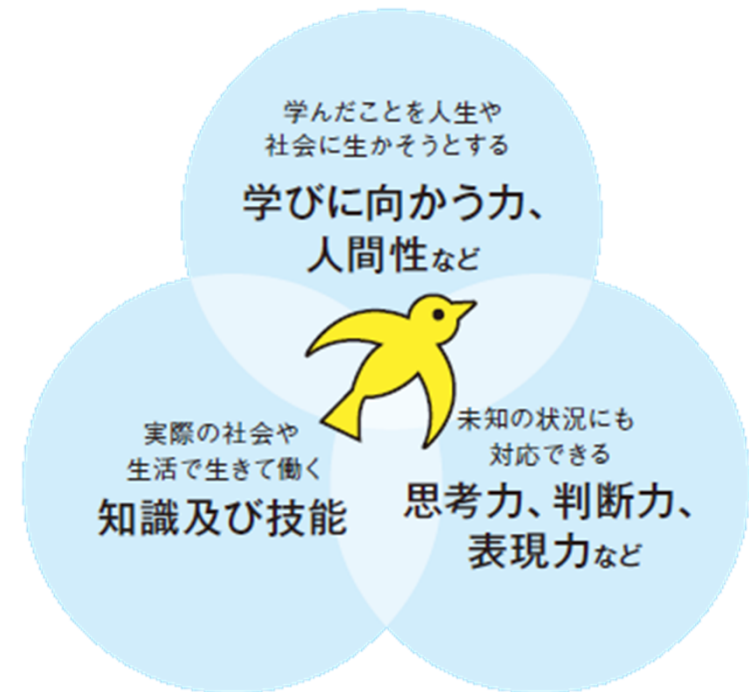 学んだことを人生や
社会に生かそうとする
学びに向かう力、
人間性など
実際の社会や
生活で生きて働く
知識及び技能
未知の状況にも
対応できる
思考力、判断力、
表現力など